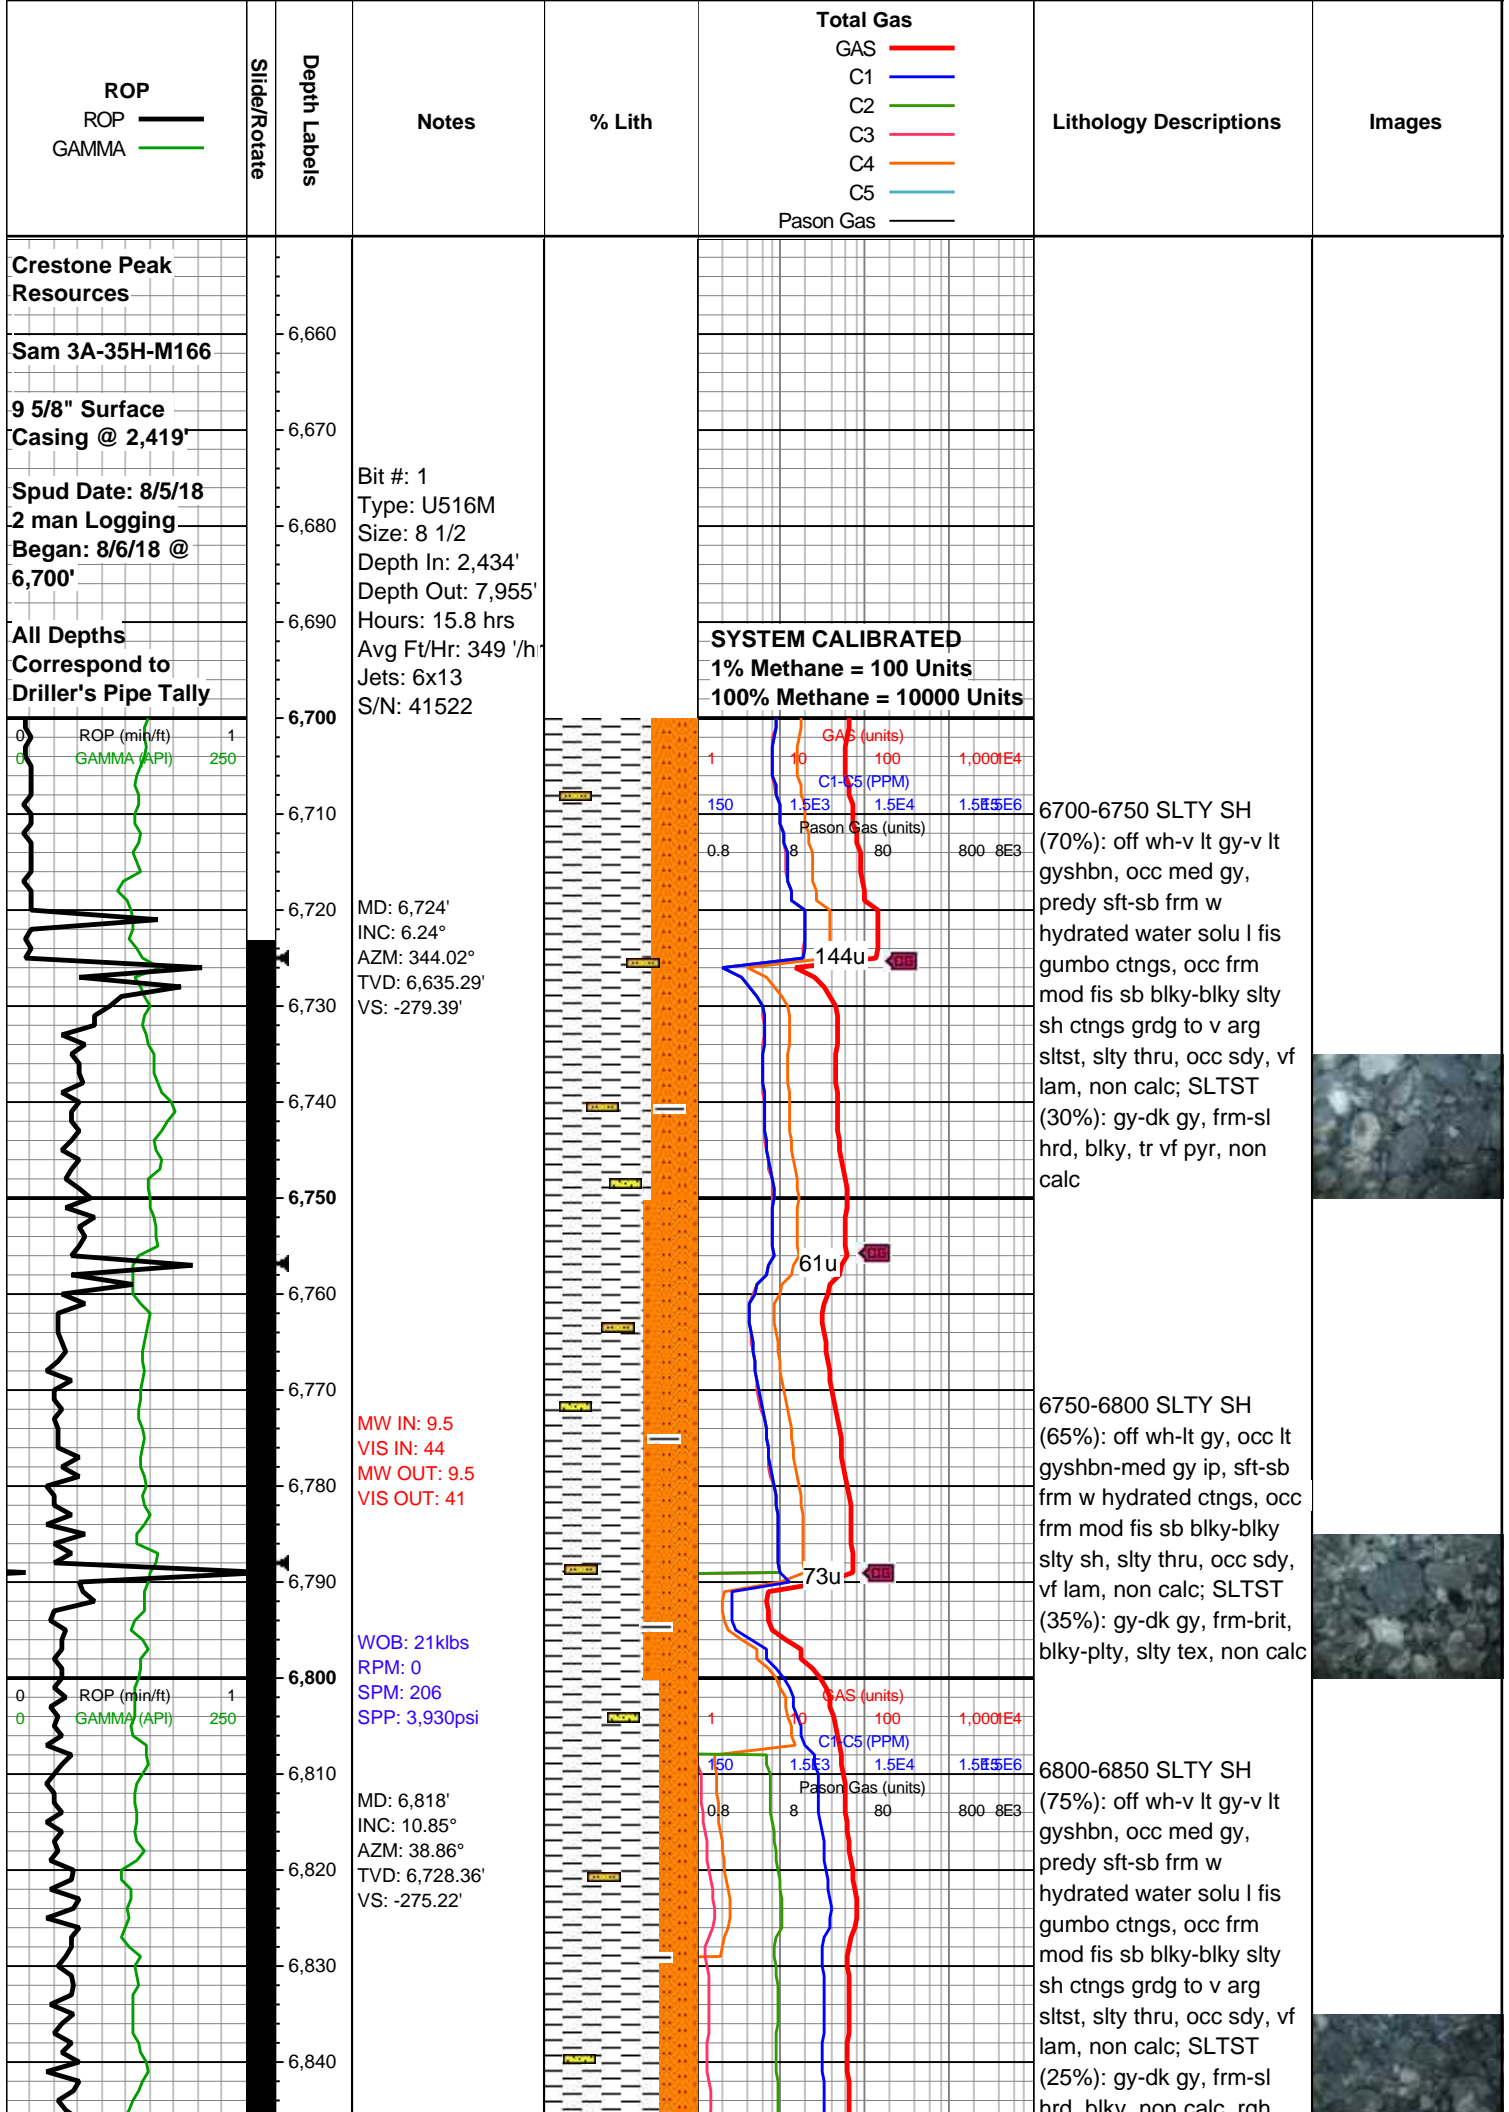 ROP
ROP
GAMMA
Slide/Rotate
Depth Labels
Notes
% Lith
Total Gas
GAS
C1
C2
C3
C4
C5
Pason Gas
Lithology Descriptions
Images
Crestone Peak
Resources
Sam 3A-35H-M166
9 5/8" Surface
Casing @ 2,419'
Spud Date: 8/5/18
2 man Logging
Began: 8/6/18 @
6,700'
All Depths
Correspond to
Driller's Pipe Tally
0 ROP (min/ft) 1
0 GAMMA (API) 250
0 ROP (min/ft) 1
0 GAMMA (API) 250
6,660
6,670
6,680
6,690
6,700
6,710
6,720
6,730
6,740
6,750
6,760
6,770
6,780
6,790
6,800
6,810
6,820
6,830
6,840
Bit #: 1
Type: U516M
Size: 8 1/2
Depth In: 2,434'
Depth Out: 7,955'
Hours: 15.8 hrs
Avg Ft/Hr: 349 '/hr
Jets: 6x13
S/N: 41522
MD: 6,724'
INC: 6.24°
AZM: 344.02°
TVD: 6,635.29'
VS: -279.39'
MW IN: 9.5
VIS IN: 44
MW OUT: 9.5
VIS OUT: 41
WOB: 21klbs
RPM: 0
SPM: 206
SPP: 3,930psi
MD: 6,818'
INC: 10.85°
AZM: 38.86°
TVD: 6,728.36'
VS: -275.22'
SYSTEM CALIBRATED
1% Methane = 100 Units
100% Methane = 10000 Units
GAS (units)
1 10 100 1,000 1E4
C1-C5 (PPM)
150 1.5E3 1.5E4 1.5E5 1.5E6
Pason Gas (units)
0.8 8 80 800 8E3
144u
CG
61u
CG
73u
CG
GAS (units)
1 10 100 1,000 1E4
C1-C5 (PPM)
150 1.5E3 1.5E4 1.5E5 1.5E6
Pason Gas (units)
0.8 8 80 800 8E3
6700-6750 SLTY SH
(70%): off wh-v lt gy-v lt
gyshbn, occ med gy,
predy sft-sb frm w
hydrated water solu l fis
gumbo ctngs, occ frm
mod fis sb blky-blky slty
sh ctngs grdg to v arg
sltst, slty thru, occ sdy, vf
lam, non calc; SLTST
(30%): gy-dk gy, frm-sl
hrd, blky, tr vf pyr, non
calc
6750-6800 SLTY SH
(65%): off wh-lt gy, occ lt
gyshbn-med gy ip, sft-sb
frm w hydrated ctngs, occ
frm mod fis sb blky-blky
slty sh, slty thru, occ sdy,
vf lam, non calc; SLTST
(35%): gy-dk gy, frm-brit,
blky-plty, slty tex, non calc
6800-6850 SLTY SH
(75%): off wh-v lt gy-v lt
gyshbn, occ med gy,
predy sft-sb frm w
hydrated water solu l fis
gumbo ctngs, occ frm
mod fis sb blky-blky slty
sh ctngs grdg to v arg
sltst, slty thru, occ sdy, vf
lam, non calc; SLTST
(25%): gy-dk gy, frm-sl
hrd, blky, non calc, rgh